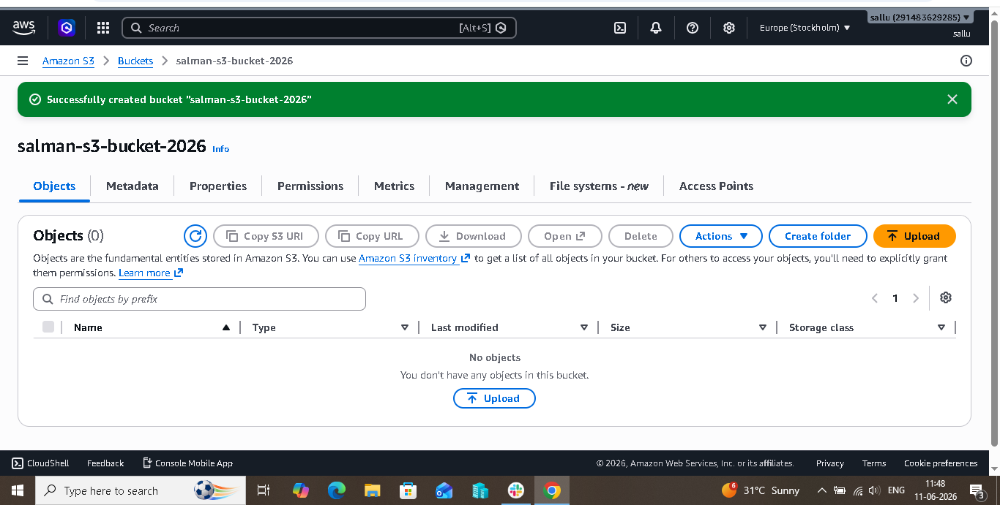 aws
Search [Alt+S]
Europe (Stockholm)
sallu (291483629285)
sallu
Amazon S3 Buckets salman-s3-bucket-2026
Successfully created bucket "salman-s3-bucket-2026"
salman-s3-bucket-2026 Info
Objects Metadata Properties Permissions Metrics Management File systems - new Access Points
Objects (0) Copy S3 URI Copy URL Download Open Delete Actions Create folder Upload
Objects are the fundamental entities stored in Amazon S3. You can use Amazon S3 inventory to get a list of all objects in your bucket. For others to access your objects, you'll need to explicitly grant
them permissions. Learn more
Find objects by prefix 1
Name Type Last modified Size Storage class
No objects
You don't have any objects in this bucket.
Upload
CloudShell Feedback Console Mobile App © 2026, Amazon Web Services, Inc. or its affiliates. Privacy Terms Cookie preferences
Type here to search 6 31°C Sunny ENG 11:48
11-06-2026 3